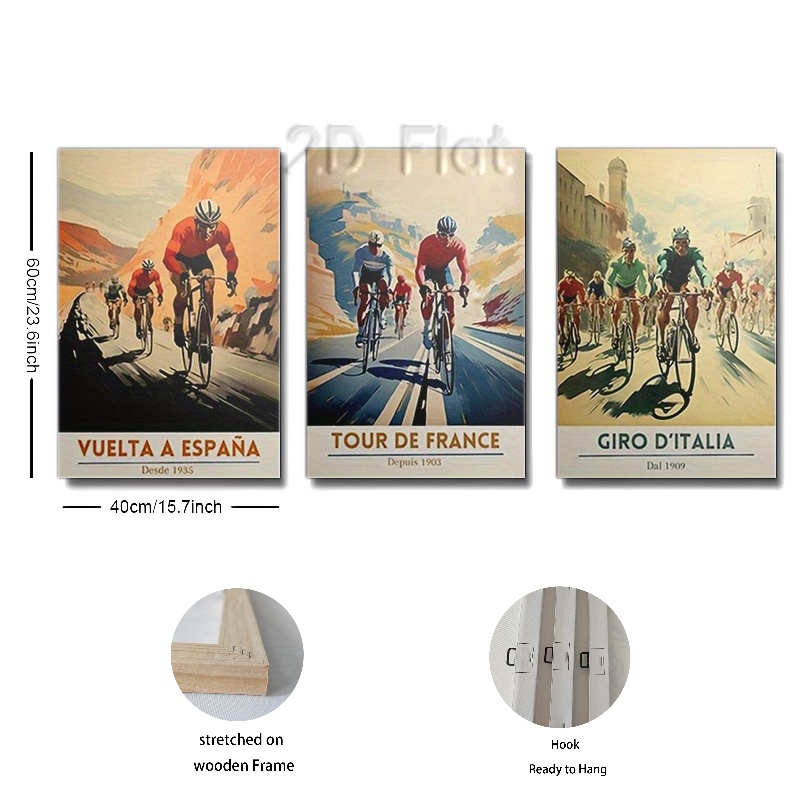 2D Flat
60cm/23.6inch
VUELTA A ESPAÑA
Desde 1935
TOUR DE FRANCE
Depuis 1903
GIRO D'ITALIA
Dal 1909
40cm/15.7inch
stretched on
wooden Frame
Hook
Ready to Hang